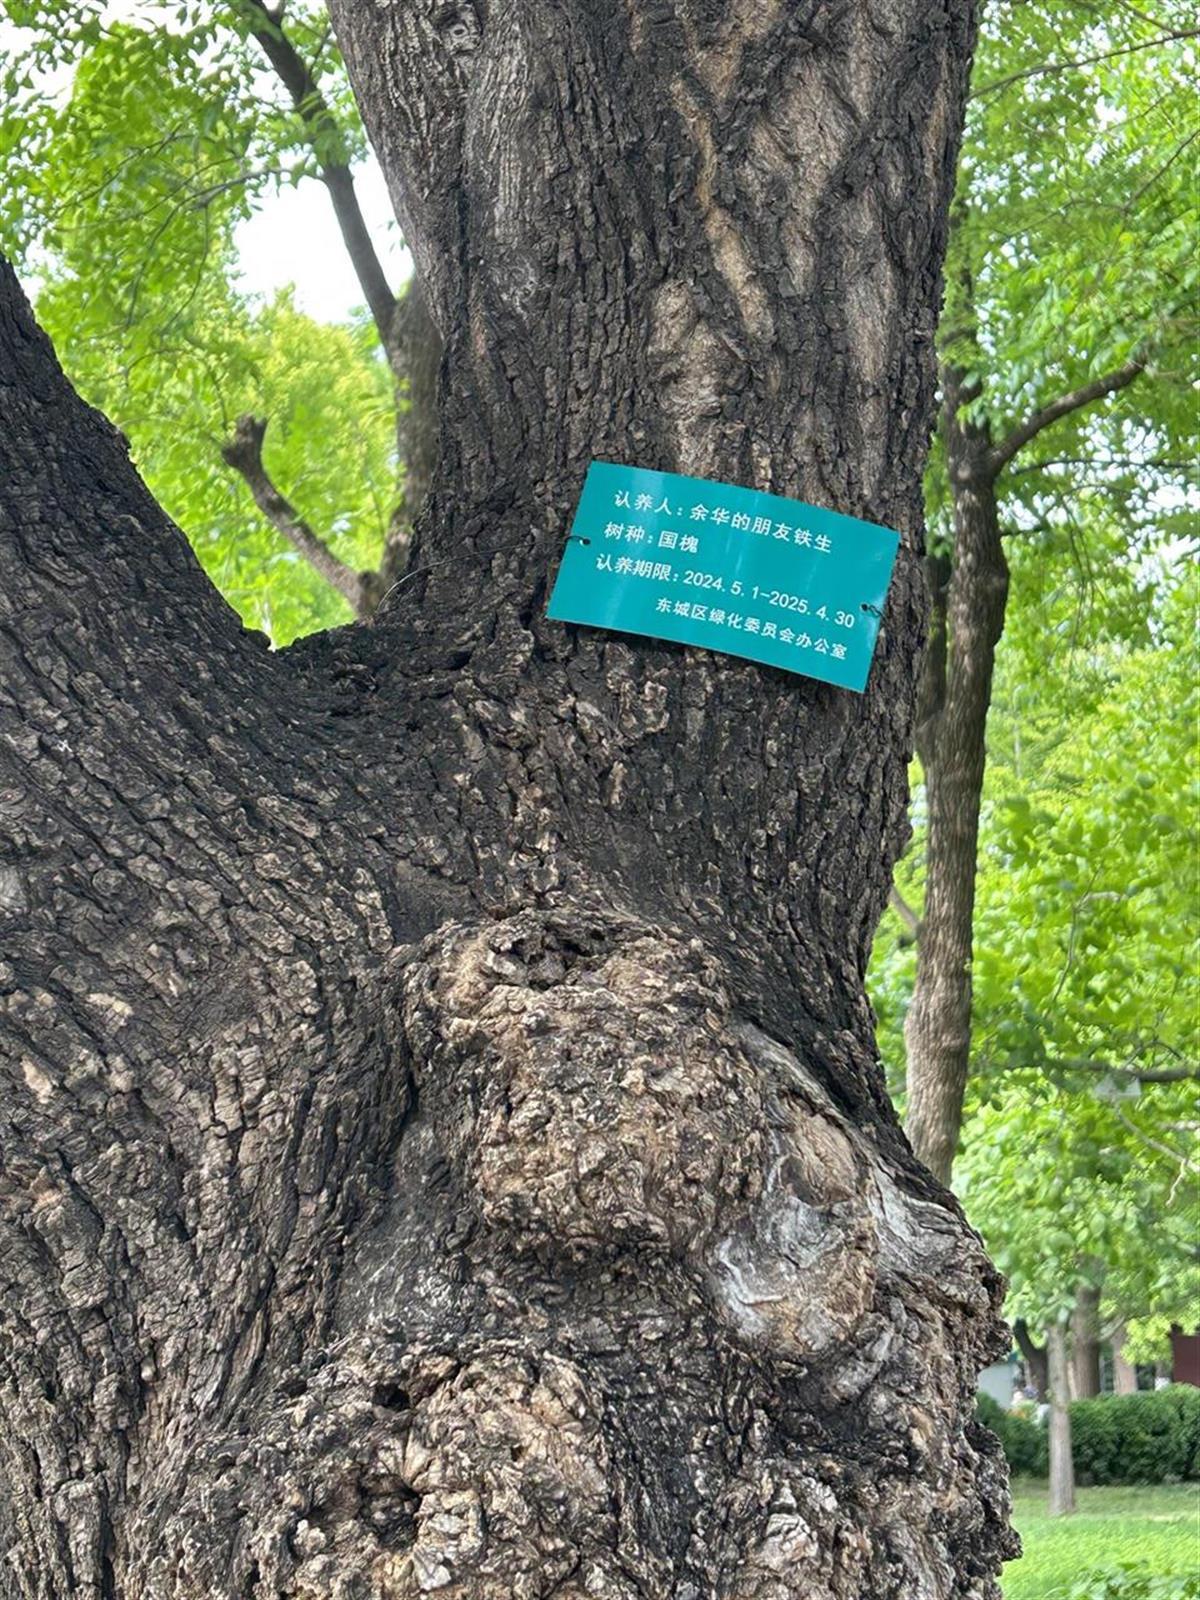 认养人：余华的朋友铁生
树种：国槐
认养期限：2024.5.1-2025.4.30
东城区绿化委员会办公室